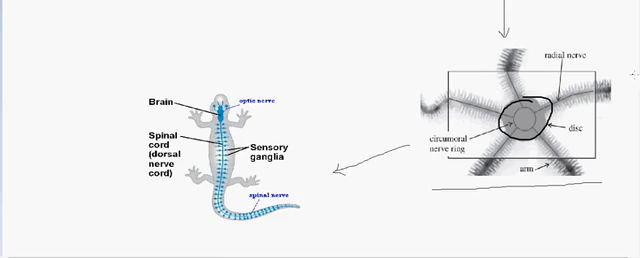 Brain
optic nerve
Spinal
cord
(dorsal
nerve
cord)
Sensory
ganglia
spinal nerve
radial nerve
circumoral
nerve ring
disc
arm